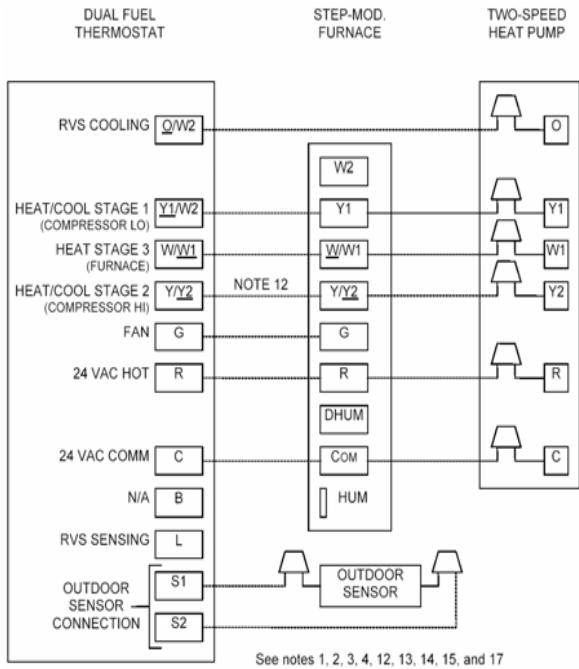 DUAL FUEL THERMOSTAT
STEP-MOD. FURNACE
TWO-SPEED HEAT PUMP
RVS COOLING O/W2 O
W2
HEAT/COOL STAGE 1 Y1/W2 Y1 Y1
(COMPRESSOR LO)
HEAT STAGE 3 W/W1 W/W1 W1
(FURNACE)
HEAT/COOL STAGE 2 Y/Y2 NOTE 12 Y/Y2 Y2
(COMPRESSOR HI)
FAN G G
24 VAC HOT R R R
DHUM
24 VAC COMM C COM C
N/A B HUM
RVS SENSING L
OUTDOOR SENSOR CONNECTION
S1
S2
OUTDOOR SENSOR
See notes 1, 2, 3, 4, 12, 13, 14, 15, and 17